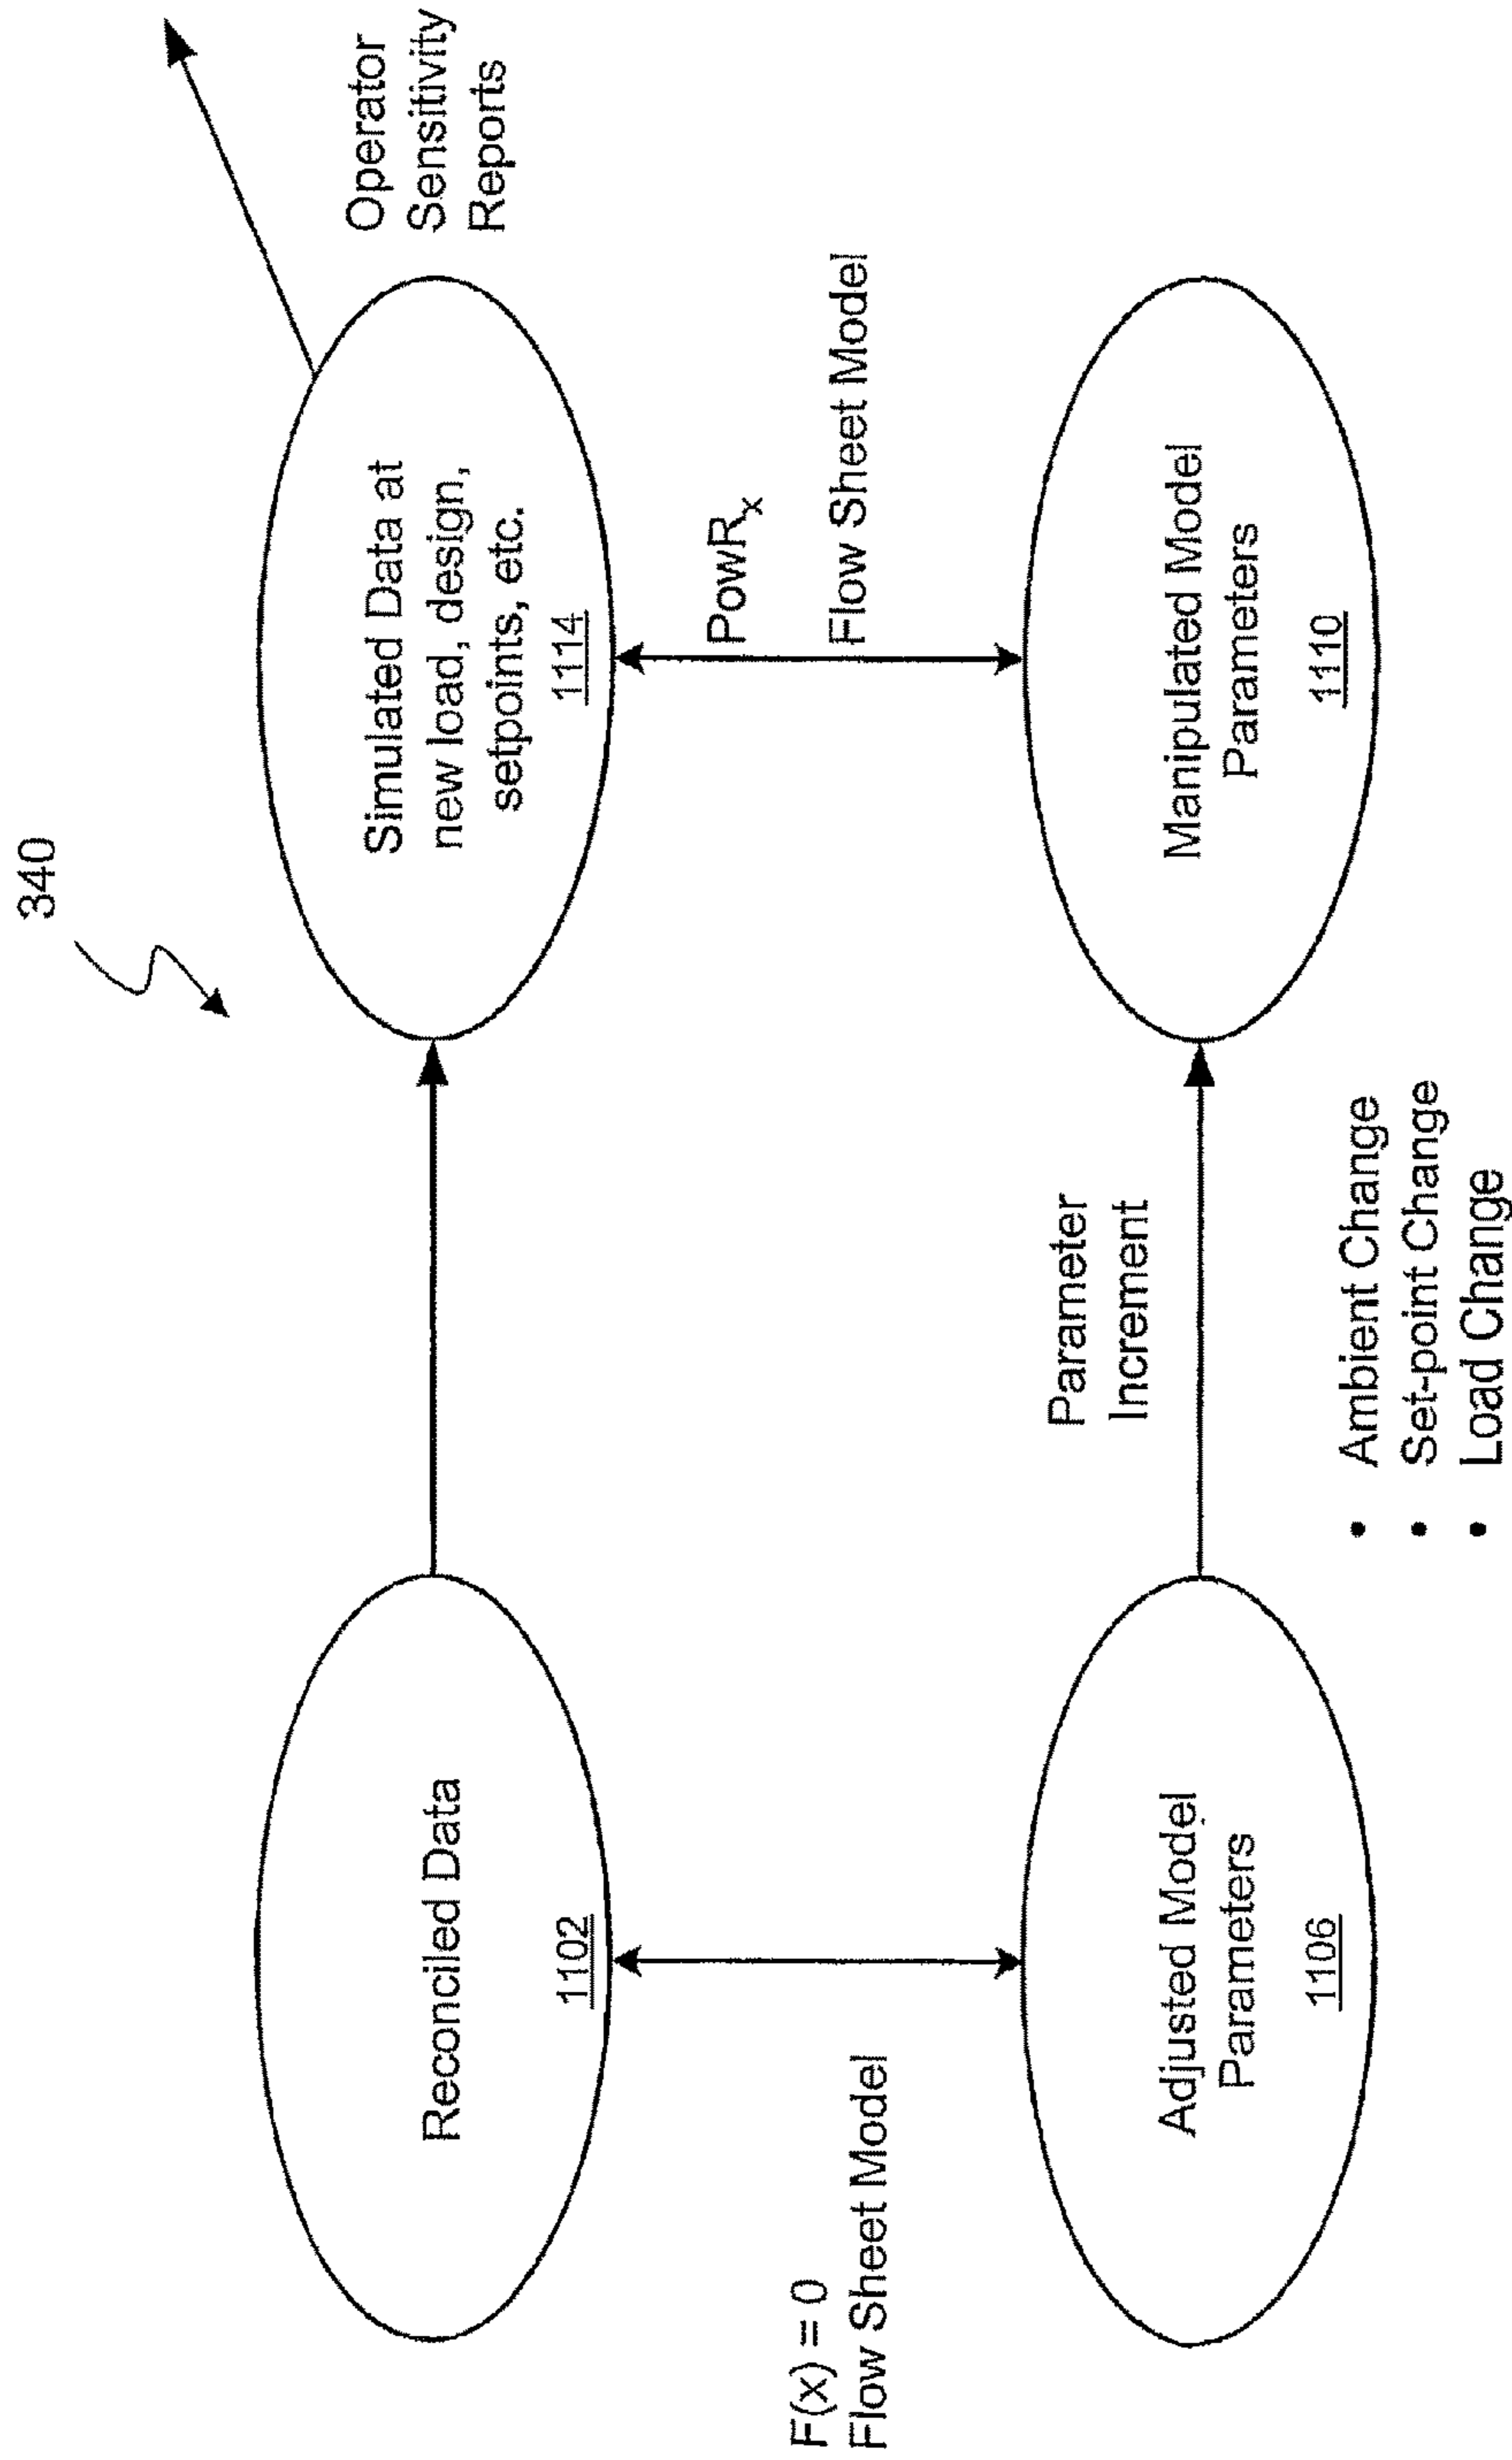 340
Reconciled Data
1102
Simulated Data at
new load, design,
setpoints, etc.
1114
Operator
Sensitivity
Reports
F(x) = 0
Flow Sheet Model
PowRx
Flow Sheet Model
Adjusted Model
Parameters
1106
Parameter
Increment
Manipulated Model
Parameters
1110
• Ambient Change
• Set-point Change
• Load Change